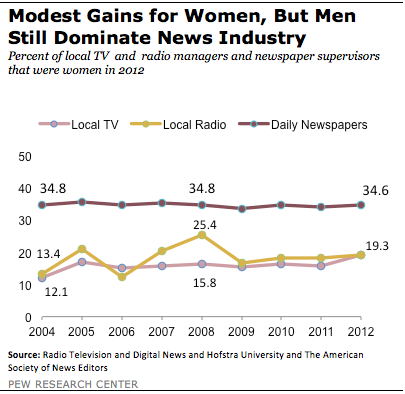 Modest Gains for Women, But Men
Still Dominate News Industry
Percent of local TV and radio managers and newspaper supervisors
that were women in 2012
Local TV Local Radio Daily Newspapers
50
40
30
20
10
0
34.8 34.8 34.6
25.4
13.4 19.3
12.1 15.8
2004 2005 2006 2007 2008 2009 2010 2011 2012
Source: Radio Television and Digital News and Hofstra University and The American
Society of News Editors
PEW RESEARCH CENTER